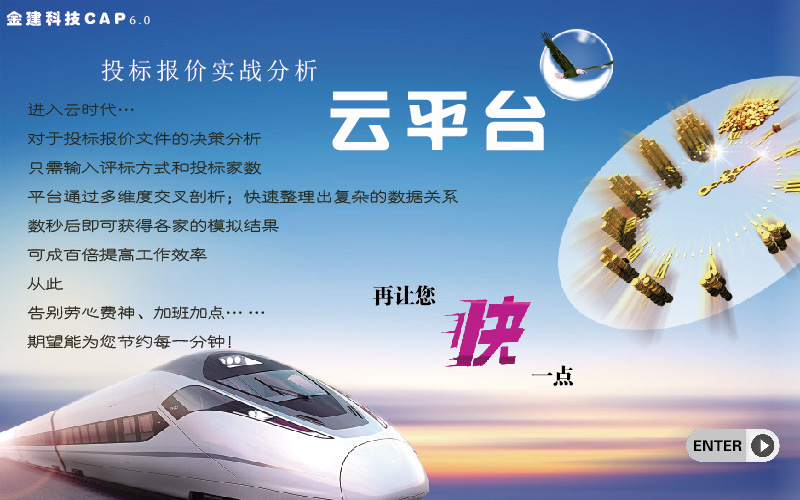 金建科技CAP6.0
投标报价实战分析
云平台
进入云时代…
对于投标报价文件的决策分析
只需输入评标方式和投标家数
平台通过多维度交叉剖析；快速整理出复杂的数据关系
数秒后即可获得各家的模拟结果
可成百倍提高工作效率
从此
告别劳心费神、加班加点… …
期望能为您节约每一分钟！
再让您
快
一点
ENTER